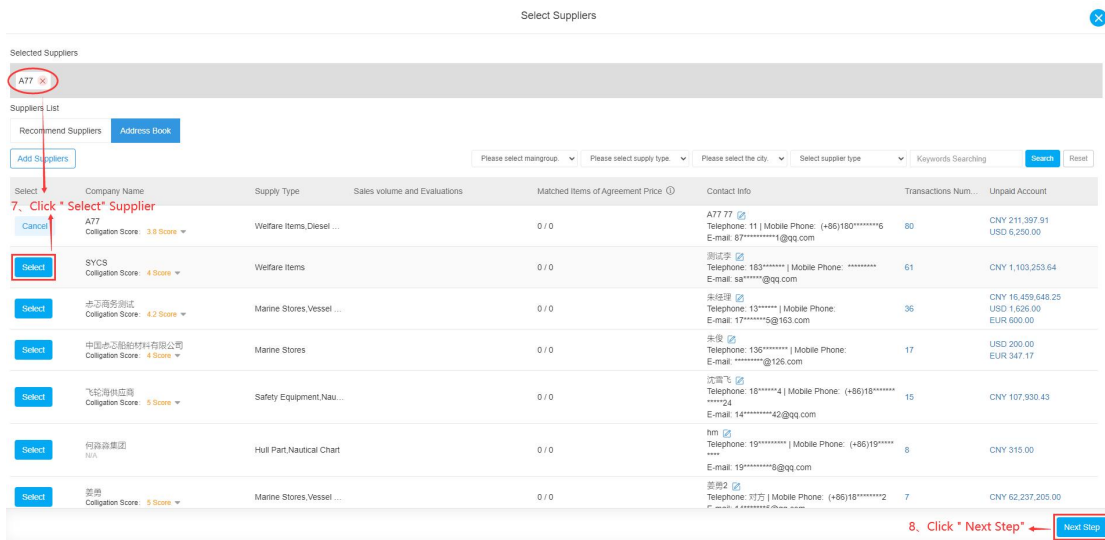 Select Suppliers
Selected Suppliers
A77
Suppliers List
Recommend Suppliers Address Book
Add Suppliers Please select maingroup. Please select supply type. Please select the city. Select supplier type Keywords Searching Search Reset
Select Company Name Supply Type Sales volume and Evaluations Matched Items of Agreement Price Contact Info Transactions Num... Unpaid Account
7、Click " Select" Supplier
Cancel A77 Welfare Items,Diesel ... 0 / 0 A77 77 80 CNY 211,397.91
Colligation Score: 3.8 Score Telephone: 11 | Mobile Phone: (+86)180********6 USD 6,250.00
E-mail: 87***********1@qq.com
Select SYCS Welfare Items 0 / 0 测试李 61 CNY 1,103,253.64
Colligation Score: 4 Score Telephone: 183******* | Mobile Phone: *********
E-mail: sa******@qq.com
Select 商务测试 Marine Stores,Vessel ... 0 / 0 朱经理 36 CNY 16,459,648.25
Colligation Score: 4.2 Score Telephone: 13****** | Mobile Phone: USD 1,626.00
E-mail: 17*******5@163.com EUR 600.00
Select 中国 船舶材料有限公司 Marine Stores 0 / 0 朱俊 17 USD 200.00
Colligation Score: 4 Score Telephone: 136******** | Mobile Phone: EUR 347.17
E-mail: *********@126.com
Select 飞轮海供应商 Safety Equipment,Nau... 0 / 0 沈雪飞 15 CNY 107,930.43
Colligation Score: 5 Score Telephone: 18******4 | Mobile Phone: (+86)18*******
*****24
E-mail: 14*********42@qq.com
Select 何淼淼集团 Hull Part,Nautical Chart 0 / 0 hm 8 CNY 315.00
N/A Telephone: 19********* | Mobile Phone: (+86)19*****
****
E-mail: 19*********8@qq.com
Select 姜勇 Marine Stores,Vessel ... 0 / 0 姜勇2 7 CNY 62,237,205.00
Colligation Score: 5 Score Telephone: 对方 | Mobile Phone: (+86)18********2
8、Click " Next Step" Next Step